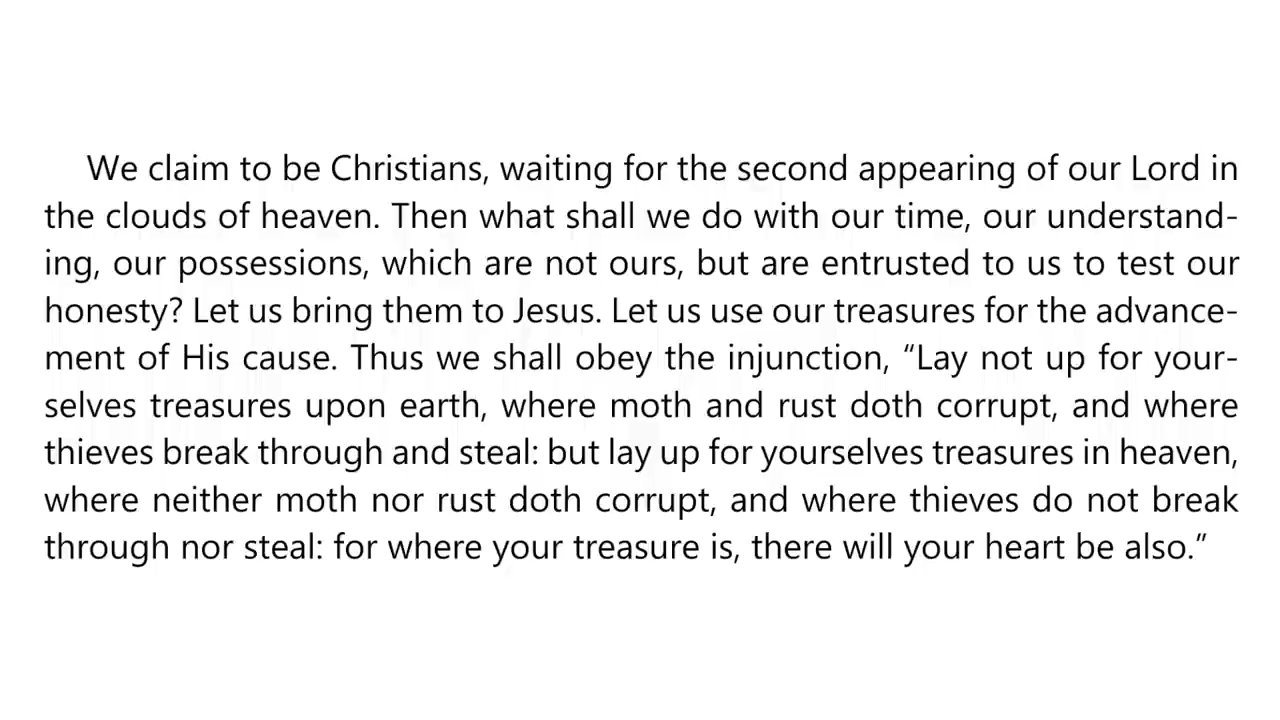 We claim to be Christians, waiting for the second appearing of our Lord in
the clouds of heaven. Then what shall we do with our time, our understand-
ing, our possessions, which are not ours, but are entrusted to us to test our
honesty? Let us bring them to Jesus. Let us use our treasures for the advance-
ment of His cause. Thus we shall obey the injunction, “Lay not up for your-
selves treasures upon earth, where moth and rust doth corrupt, and where
thieves break through and steal: but lay up for yourselves treasures in heaven,
where neither moth nor rust doth corrupt, and where thieves do not break
through nor steal: for where your treasure is, there will your heart be also.”